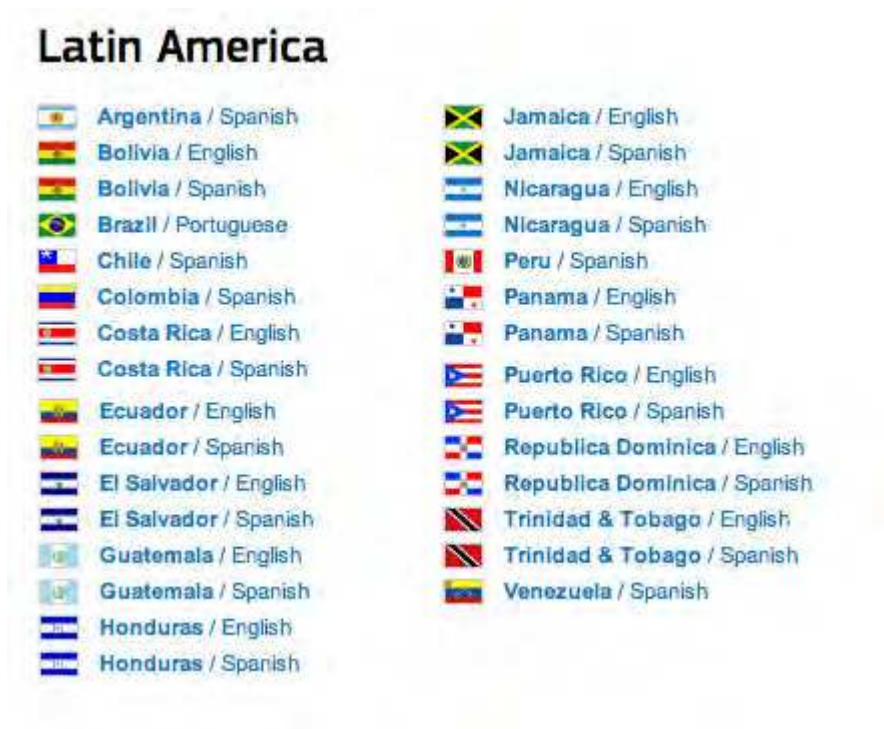 Latin America
Argentina / Spanish
Bolivia / English
Bolivia / Spanish
Brazil / Portuguese
Chile / Spanish
Colombia / Spanish
Costa Rica / English
Costa Rica / Spanish
Ecuador / English
Ecuador / Spanish
El Salvador / English
El Salvador / Spanish
Guatemala / English
Guatemala / Spanish
Honduras / English
Honduras / Spanish
Jamaica / English
Jamaica / Spanish
Nicaragua / English
Nicaragua / Spanish
Peru / Spanish
Panama / English
Panama / Spanish
Puerto Rico / English
Puerto Rico / Spanish
Republica Dominica / English
Republica Dominica / Spanish
Trinidad & Tobago / English
Trinidad & Tobago / Spanish
Venezuela / Spanish